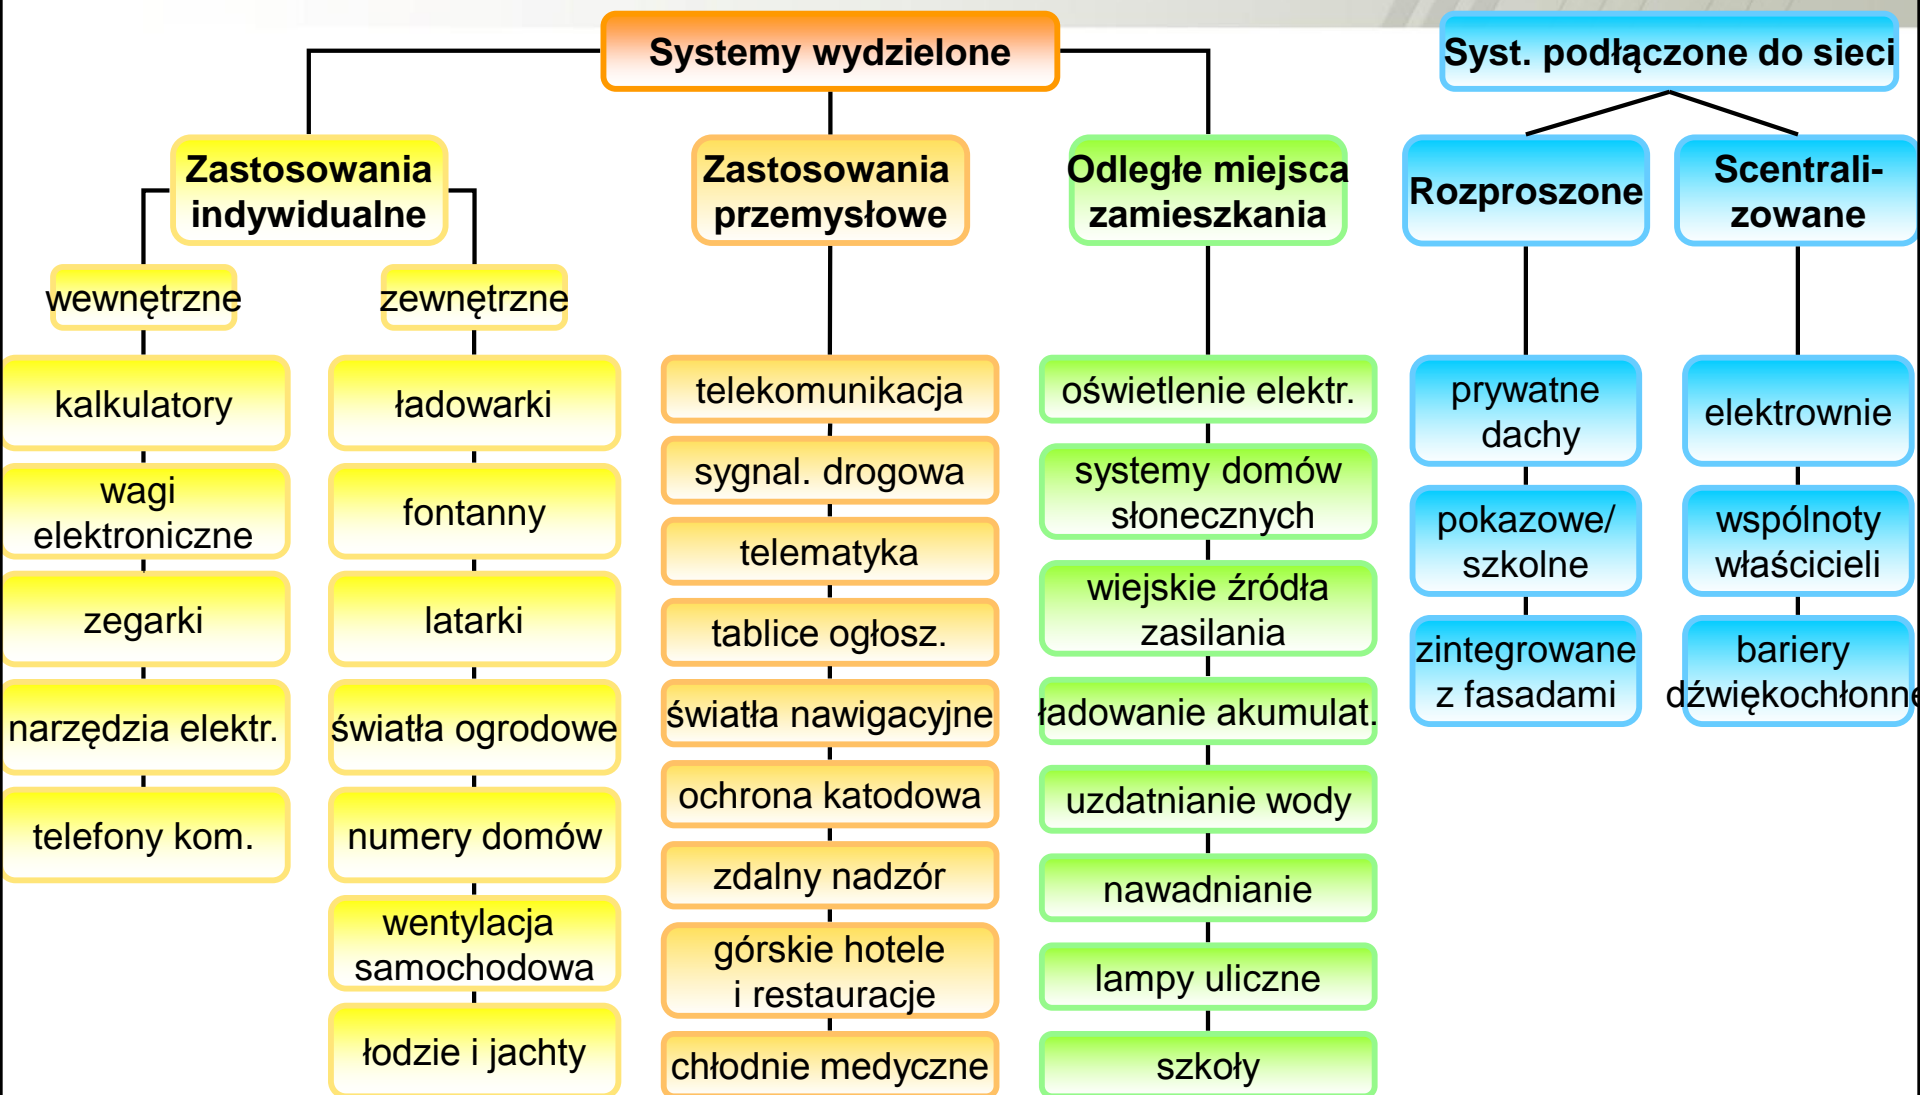 Systemy wydzielone
Syst. podłączone do sieci
Zastosowania
indywidualne
Zastosowania
przemysłowe
Odległe miejsca
zamieszkania
Rozproszone
Scentrali-
zowane
wewnętrzne
kalkulatory
wagi
elektroniczne
zegarki
narzędzia elektr.
telefony kom.
zewnętrzne
ładowarki
fontanny
latarki
światła ogrodowe
numery domów
wentylacja
samochodowa
łodzie i jachty
telekomunikacja
sygnal. drogowa
telematyka
tablice ogłosz.
światła nawigacyjne
ochrona katodowa
zdalny nadzór
górskie hotele
i restauracje
chłodnie medyczne
oświetlenie elektr.
systemy domów
słonecznych
wiejskie źródła
zasilania
ładowanie akumulat.
uzdatnianie wody
nawadnianie
lampy uliczne
szkoły
prywatne
dachy
pokazowe/
szkolne
zintegrowane
z fasadami
elektrownie
wspólnoty
właścicieli
bariery
dźwiękochłonne